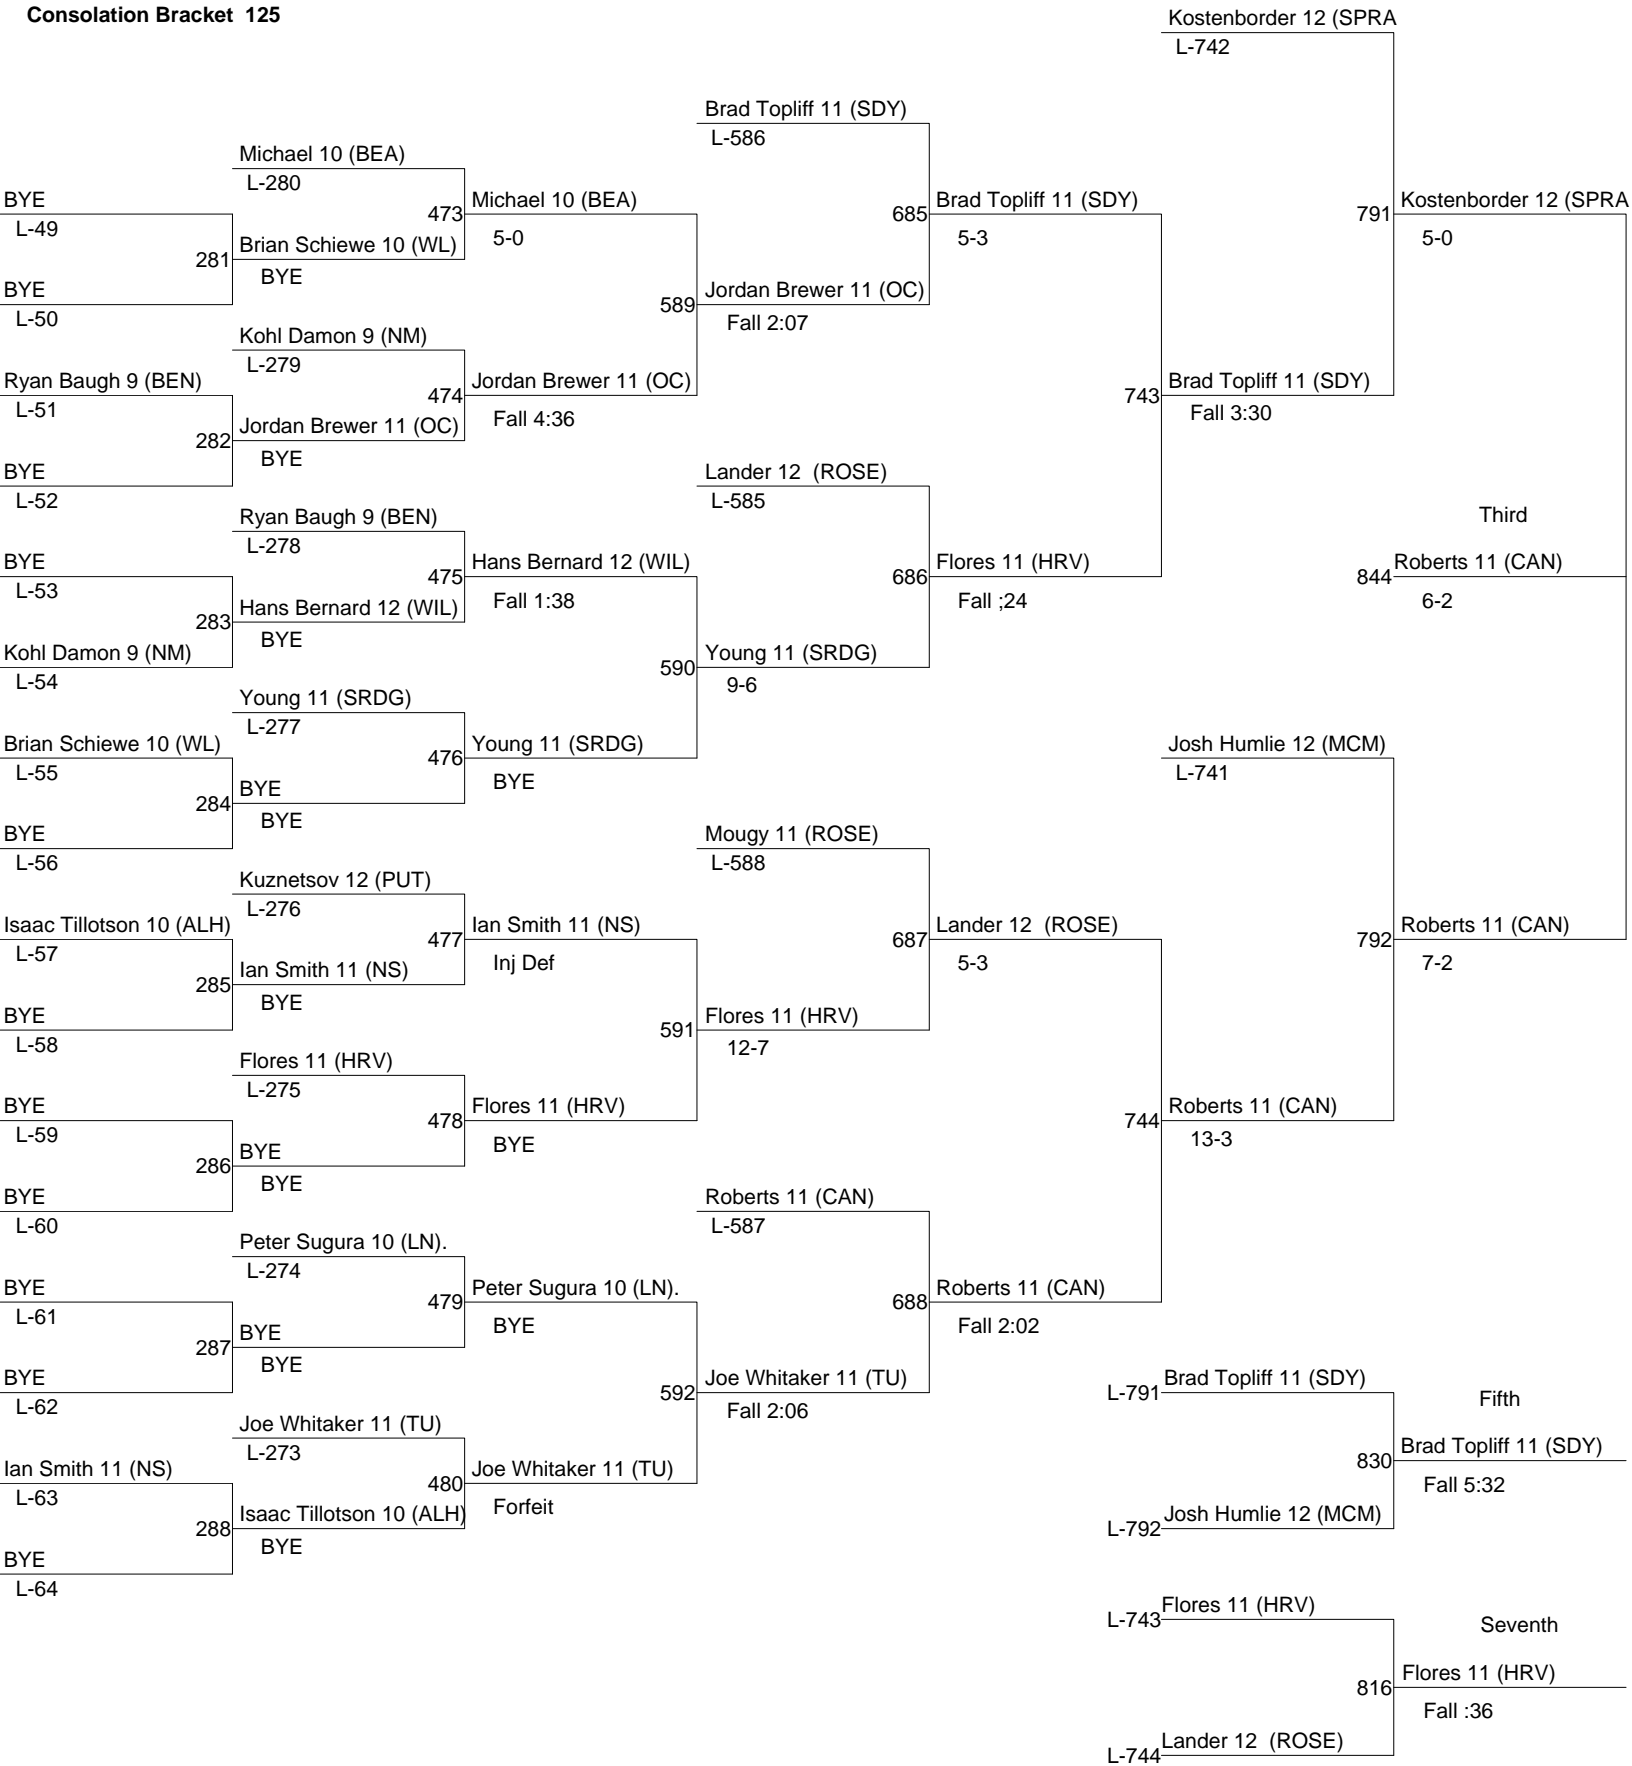 Consolation Bracket 125
BYE
L-49
BYE
L-50
Ryan Baugh 9 (BEN)
L-51
BYE
L-52
BYE
L-53
Kohl Damon 9 (NM)
L-54
Brian Schiewe 10 (WL)
L-55
BYE
L-56
Isaac Tillotson 10 (ALH)
L-57
BYE
L-58
BYE
L-59
BYE
L-60
BYE
L-61
BYE
L-62
Ian Smith 11 (NS)
L-63
BYE
L-64
Michael 10 (BEA)
L-280
281
Brian Schiewe 10 (WL)
BYE
Kohl Damon 9 (NM)
L-279
282
Jordan Brewer 11 (OC)
BYE
Ryan Baugh 9 (BEN)
L-278
283
Hans Bernard 12 (WIL)
BYE
Young 11 (SRDG)
L-277
284
BYE
BYE
Kuznetsov 12 (PUT)
L-276
285
Ian Smith 11 (NS)
BYE
Flores 11 (HRV)
L-275
286
BYE
BYE
Peter Sugura 10 (LN).
L-274
287
BYE
BYE
Joe Whitaker 11 (TU)
L-273
288
Isaac Tillotson 10 (ALH)
BYE
473
Michael 10 (BEA)
5-0
474
Jordan Brewer 11 (OC)
Fall 4:36
475
Hans Bernard 12 (WIL)
Fall 1:38
476
Young 11 (SRDG)
BYE
477
Ian Smith 11 (NS)
Inj Def
478
Flores 11 (HRV)
BYE
479
Peter Sugura 10 (LN).
BYE
480
Joe Whitaker 11 (TU)
Forfeit
Brad Topliff 11 (SDY)
L-586
589
Jordan Brewer 11 (OC)
Fall 2:07
Lander 12 (ROSE)
L-585
590
Young 11 (SRDG)
9-6
Mougy 11 (ROSE)
L-588
591
Flores 11 (HRV)
12-7
Roberts 11 (CAN)
L-587
592
Joe Whitaker 11 (TU)
Fall 2:06
685
Brad Topliff 11 (SDY)
5-3
686
Flores 11 (HRV)
Fall ;24
687
Lander 12 (ROSE)
5-3
688
Roberts 11 (CAN)
Fall 2:02
Kostenborder 12 (SPRA
L-742
743
Brad Topliff 11 (SDY)
Fall 3:30
Josh Humlie 12 (MCM)
L-741
744
Roberts 11 (CAN)
13-3
791
Kostenborder 12 (SPRA
5-0
792
Roberts 11 (CAN)
7-2
Third
844
Roberts 11 (CAN)
6-2
L-791
Brad Topliff 11 (SDY)
L-792
Josh Humlie 12 (MCM)
Fifth
830
Brad Topliff 11 (SDY)
Fall 5:32
L-743
Flores 11 (HRV)
L-744
Lander 12 (ROSE)
Seventh
816
Flores 11 (HRV)
Fall :36